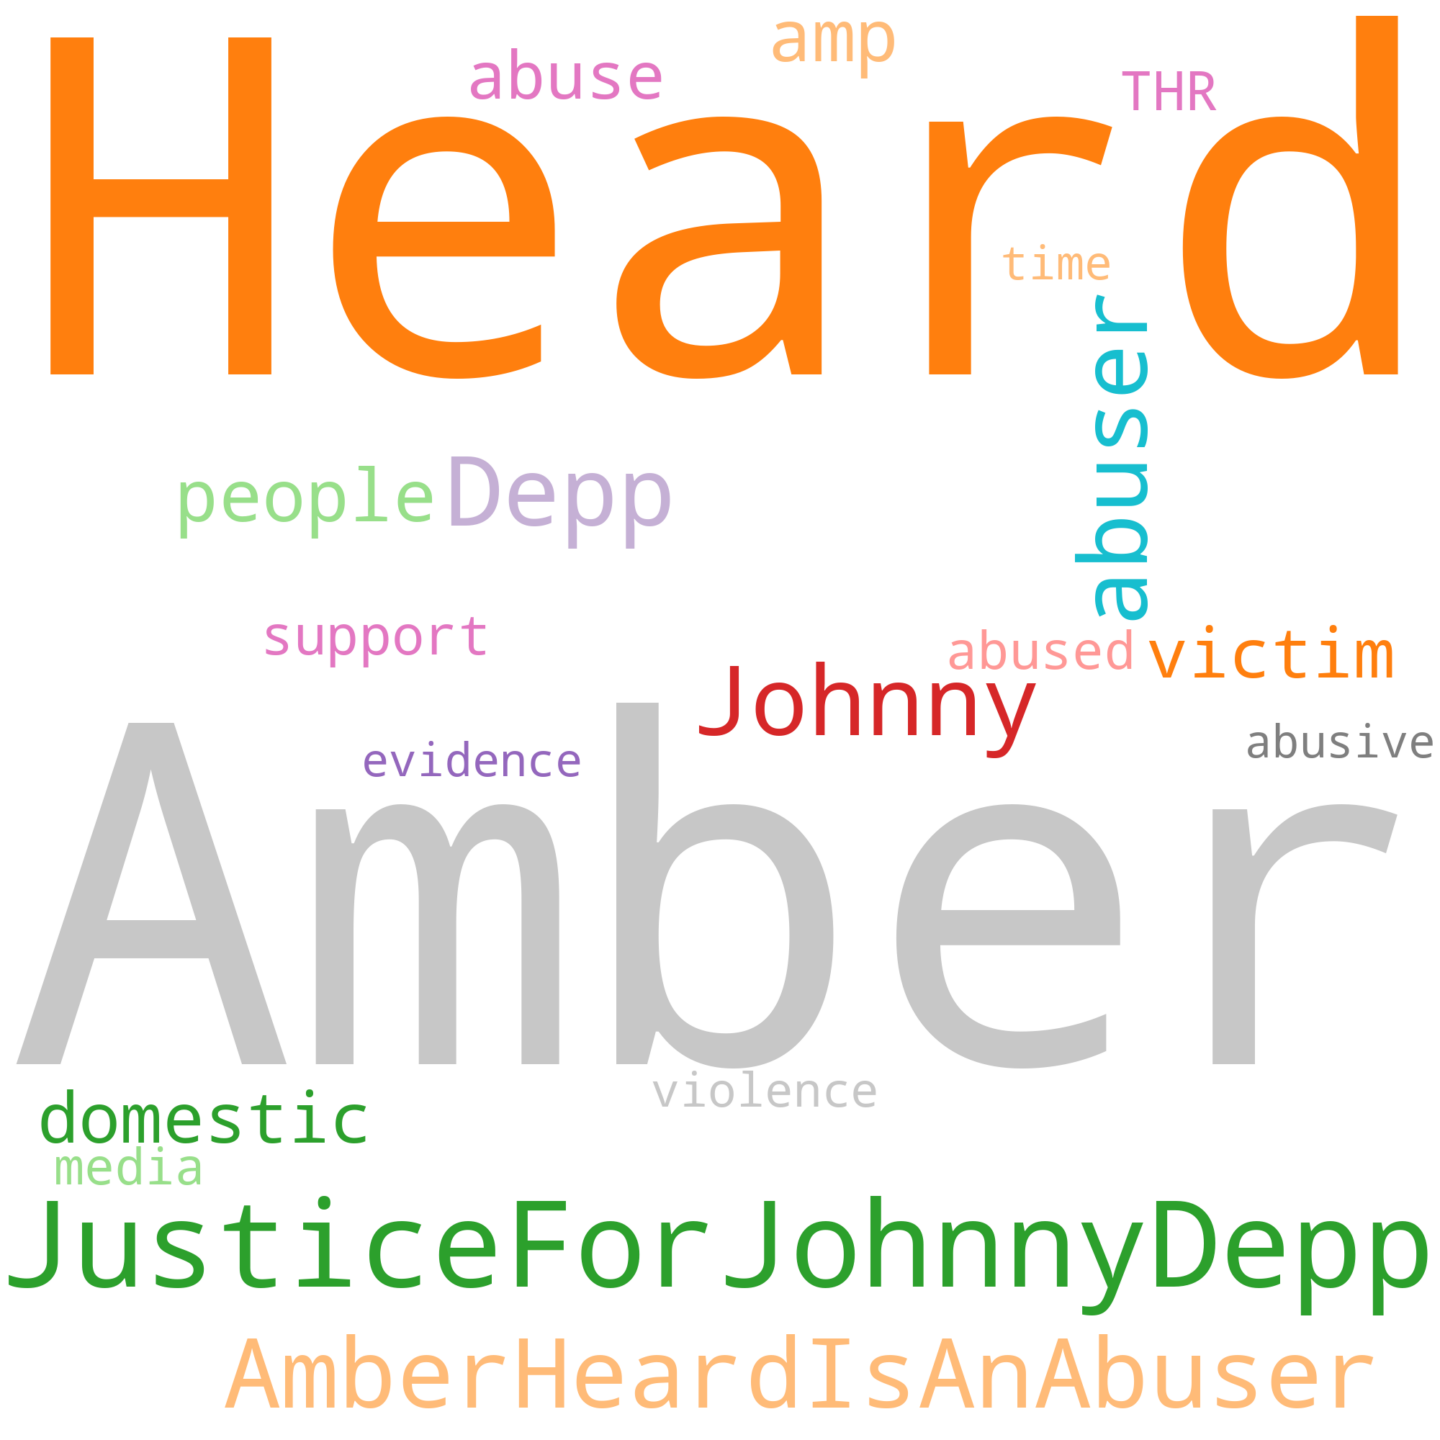 amp
abuse
THR
Heard
time
abuser
people Depp
support
abused victim
Johnny
evidence
abusive
Amber
violence
domestic
media
JusticeForJohnnyDepp
AmberHeardIsAnAbuser